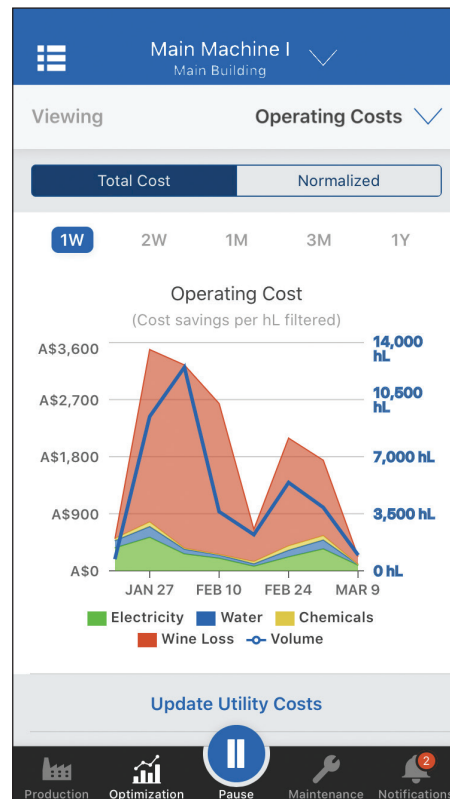 Main Machine I
Main Building
Viewing
Operating Costs
Total Cost
Normalized
1W
2W
1M
3M
1Y
Operating Cost
(Cost savings per hL filtered)
A$3,600
A$2,700
A$1,800
A$900
A$0
14,000 hL
10,500 hL
7,000 hL
3,500 hL
0 hL
JAN 27
FEB 10
FEB 24
MAR 9
Electricity
Water
Chemicals
Wine Loss
Volume
Update Utility Costs
2
Production
Optimization
Pause
Maintenance
Notifications